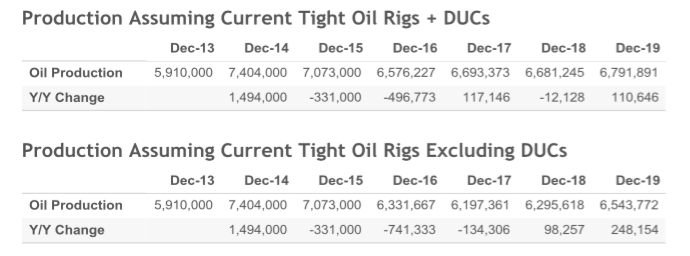 Production Assuming Current Tight Oil Rigs + DUCs
Dec-13 Dec-14 Dec-15 Dec-16 Dec-17 Dec-18 Dec-19
Oil Production 5,910,000 7,404,000 7,073,000 6,576,227 6,693,373 6,681,245 6,791,891
Y/Y Change 1,494,000 -331,000 -496,773 117,146 -12,128 110,646
Production Assuming Current Tight Oil Rigs Excluding DUCs
Dec-13 Dec-14 Dec-15 Dec-16 Dec-17 Dec-18 Dec-19
Oil Production 5,910,000 7,404,000 7,073,000 6,331,667 6,197,361 6,295,618 6,543,772
Y/Y Change 1,494,000 -331,000 -741,333 -134,306 98,257 248,154